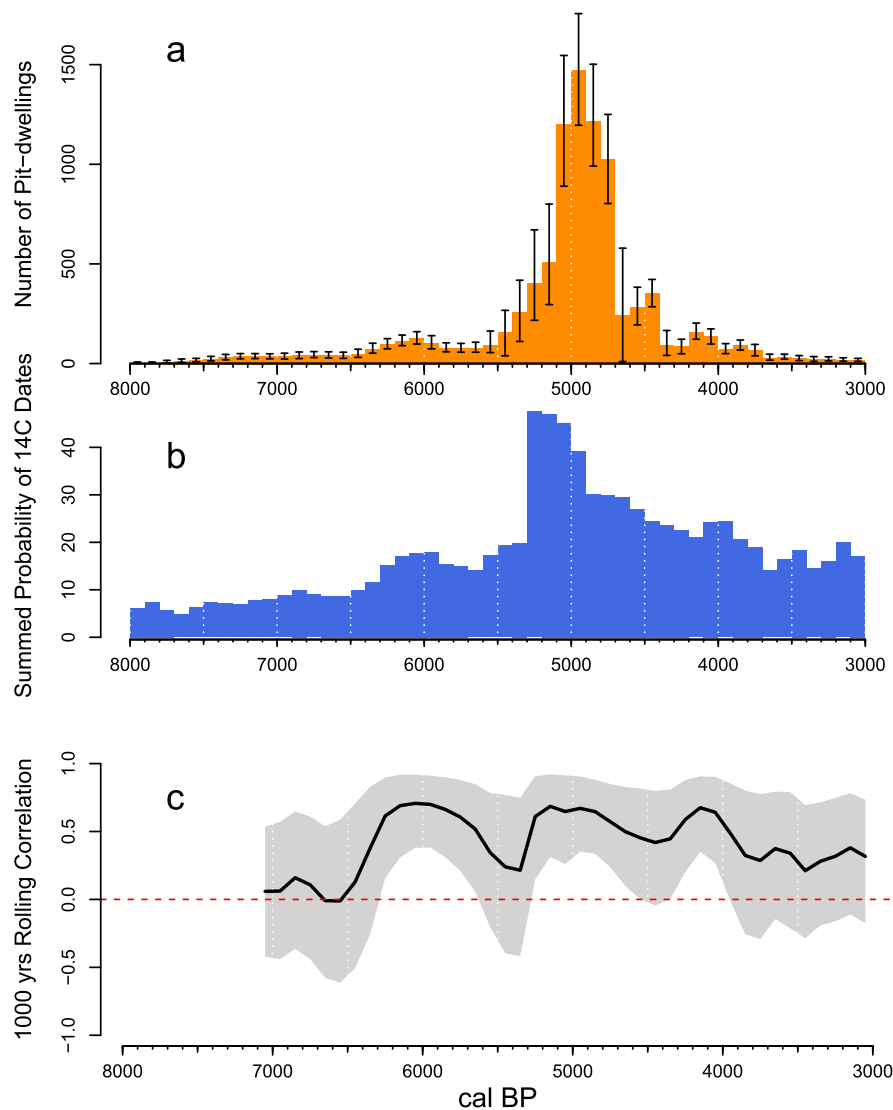 a
Number of Pit−dwellings
1500
1000
500
0
8000 7000 6000 5000 4000 3000
b
Summed Probability of 14C Dates
40
30
20
10
0
8000 7000 6000 5000 4000 3000
c
1000 yrs Rolling Correlation
1.0
0.5
0.0
−0.5
−1.0
8000 7000 6000 5000 4000 3000
cal BP